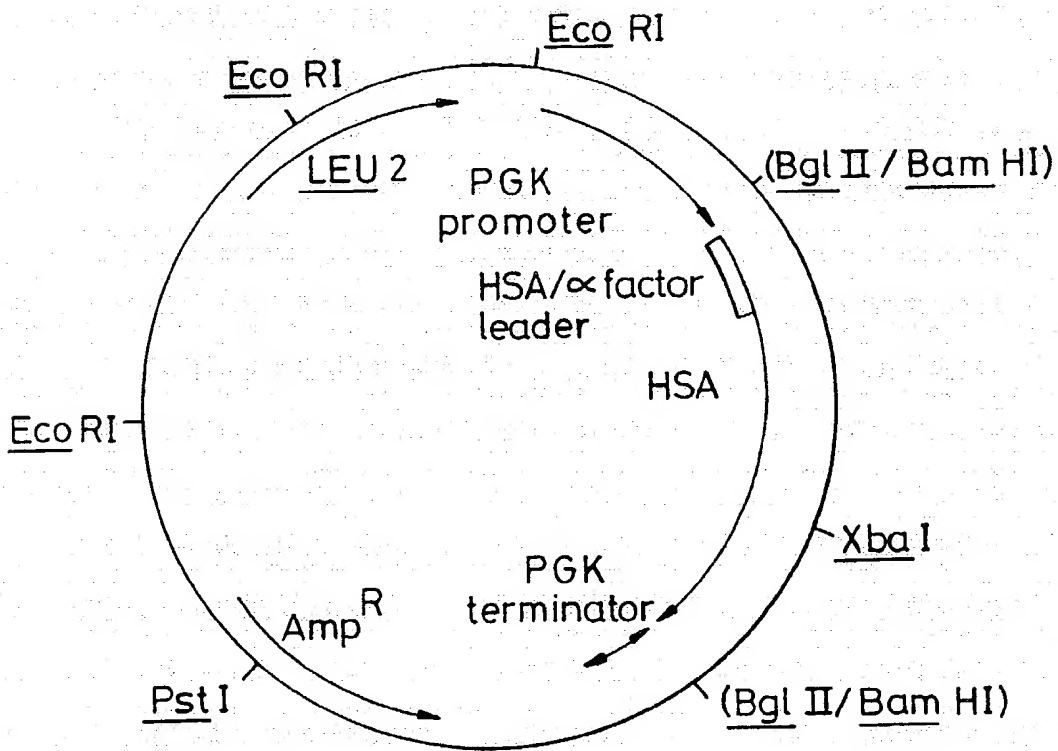 Eco RI
Eco RI
LEU 2
(Bgl II / Bam HI)
PGK
promoter
HSA/∝ factor
leader
HSA
Eco RI
Xba I
PGK
terminator
Amp^R
Pst I
(Bgl II/Bam HI)